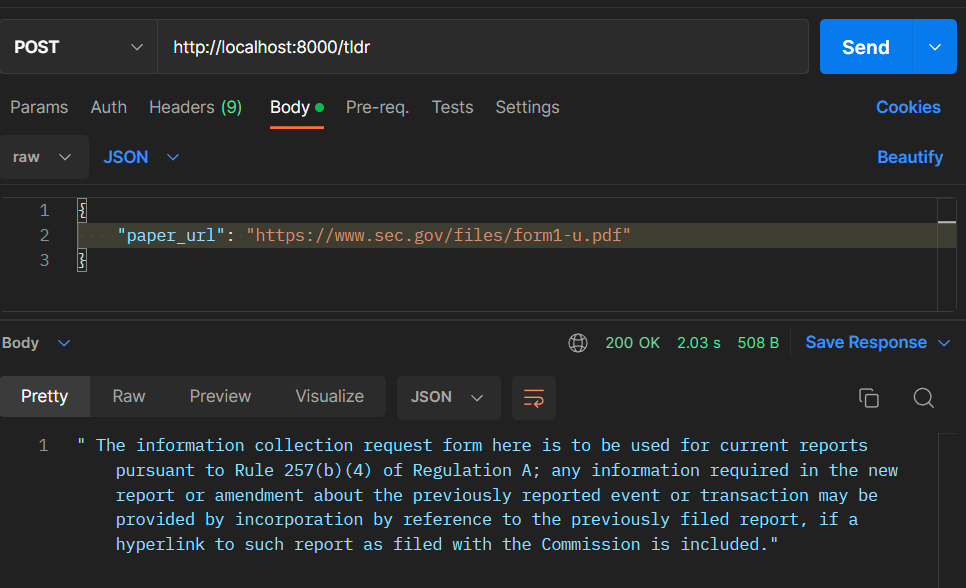 POST http://localhost:8000/tldr Send
Params Auth Headers (9) Body Pre-req. Tests Settings Cookies
raw JSON Beautify
1 {
2 "paper_url": "https://www.sec.gov/files/form1-u.pdf"
3 }
Body 200 OK 2.03 s 508 B Save Response
Pretty Raw Preview Visualize JSON
1 " The information collection request form here is to be used for current reports
pursuant to Rule 257(b)(4) of Regulation A; any information required in the new
report or amendment about the previously reported event or transaction may be
provided by incorporation by reference to the previously filed report, if a
hyperlink to such report as filed with the Commission is included."